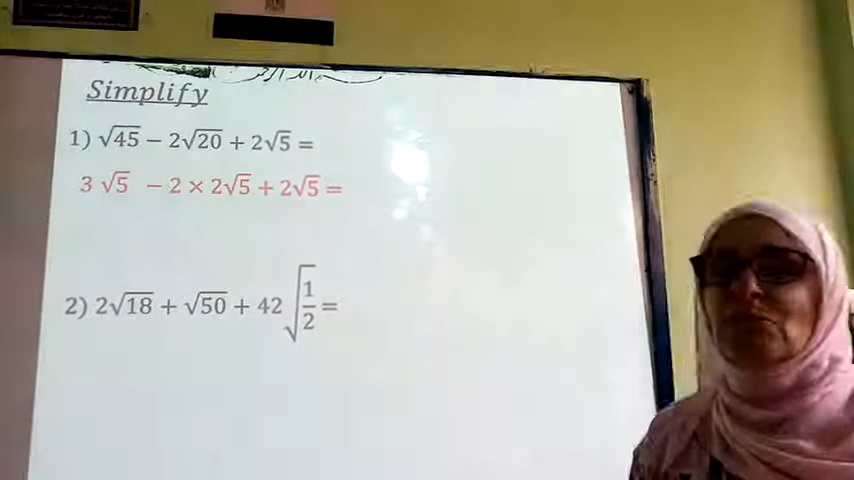 Simplify
1) √45 − 2√20 + 2√5 =
3 √5 − 2 × 2√5 + 2√5 =
2) 2√18 + √50 + 42 √(1/2) =